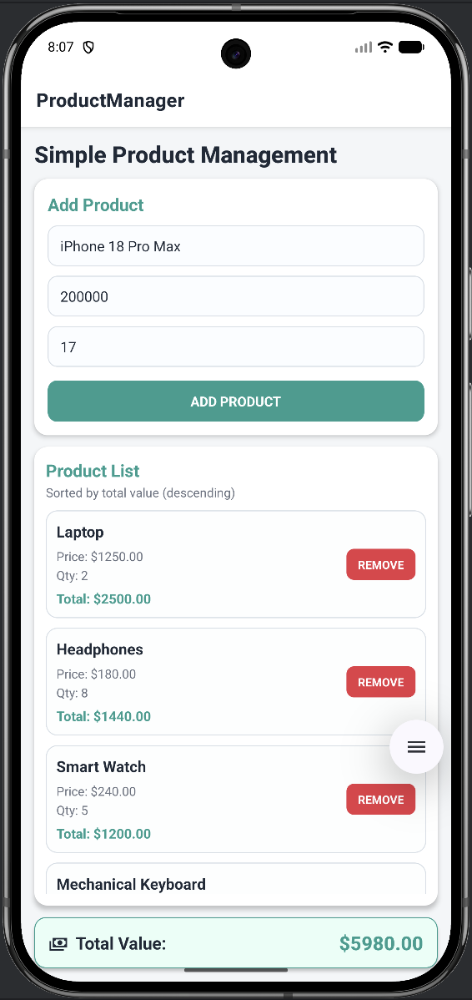 8:07
ProductManager
Simple Product Management
Add Product
iPhone 18 Pro Max
200000
17
ADD PRODUCT
Product List
Sorted by total value (descending)
Laptop
Price: $1250.00
Qty: 2
Total: $2500.00
REMOVE
Headphones
Price: $180.00
Qty: 8
Total: $1440.00
REMOVE
Smart Watch
Price: $240.00
Qty: 5
Total: $1200.00
REMOVE
Mechanical Keyboard
Total Value: $5980.00